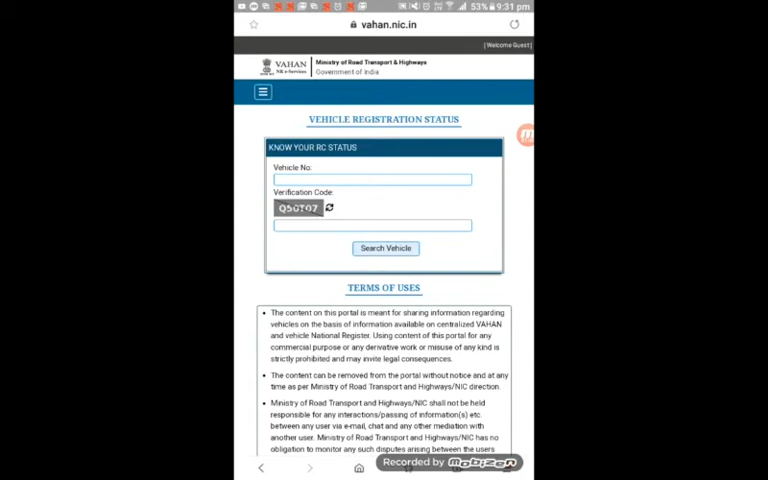 53% 9:31 pm
vahan.nic.in
[ Welcome Guest ]
VAHAN
NR e-Services
Ministry of Road Transport & Highways
Government of India
VEHICLE REGISTRATION STATUS
KNOW YOUR RC STATUS
Vehicle No:
Verification Code:
Search Vehicle
TERMS OF USES
The content on this portal is meant for sharing information regarding
vehicles on the basis of information available on centralized VAHAN
and vehicle National Register. Using content of this portal for any
commercial purpose or any derivative work or misuse of any kind is
strictly prohibited and may invite legal consequences.
The content can be removed from the portal without notice and at any
time as per Ministry of Road Transport and Highways/NIC direction.
Ministry of Road Transport and Highways/NIC shall not be held
responsible for any interactions/passing of information(s) etc.
between any user via e-mail, chat and any other mediation with
another user. Ministry of Road Transport and Highways/NIC has no
obligation to monitor any such disputes arising between the users
Recorded by Mobizen